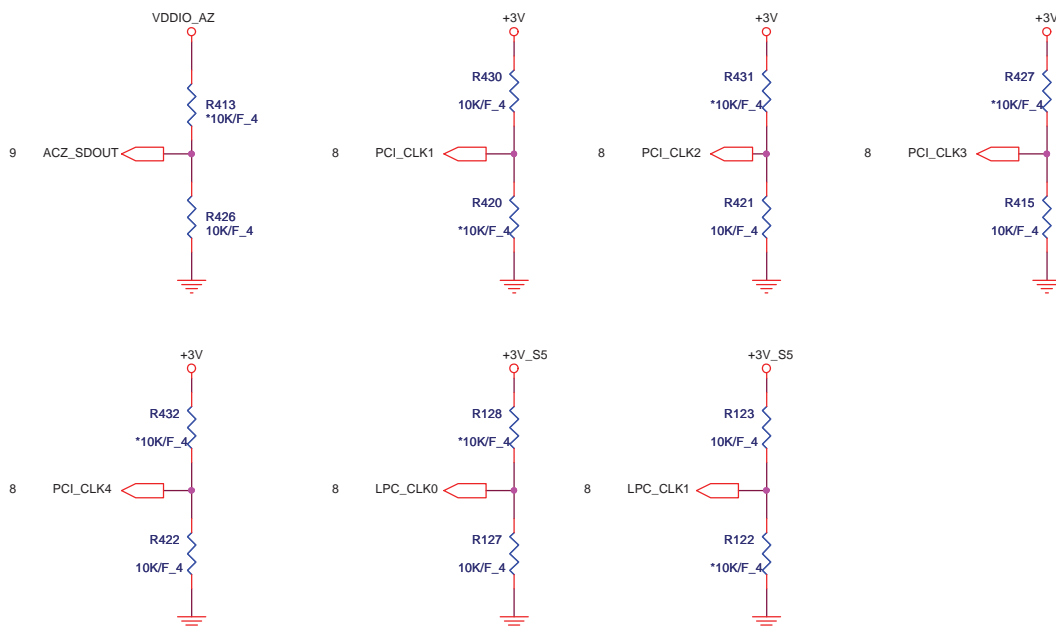 VDDIO_AZ
R413
*10K/F_4
9 ACZ_SDOUT
R426
10K/F_4
+3V
R430
10K/F_4
8 PCI_CLK1
R420
*10K/F_4
+3V
R431
*10K/F_4
8 PCI_CLK2
R421
10K/F_4
+3V
R427
*10K/F_4
8 PCI_CLK3
R415
10K/F_4
+3V
R432
*10K/F_4
8 PCI_CLK4
R422
10K/F_4
+3V_S5
R128
*10K/F_4
8 LPC_CLK0
R127
10K/F_4
+3V_S5
R123
10K/F_4
8 LPC_CLK1
R122
*10K/F_4